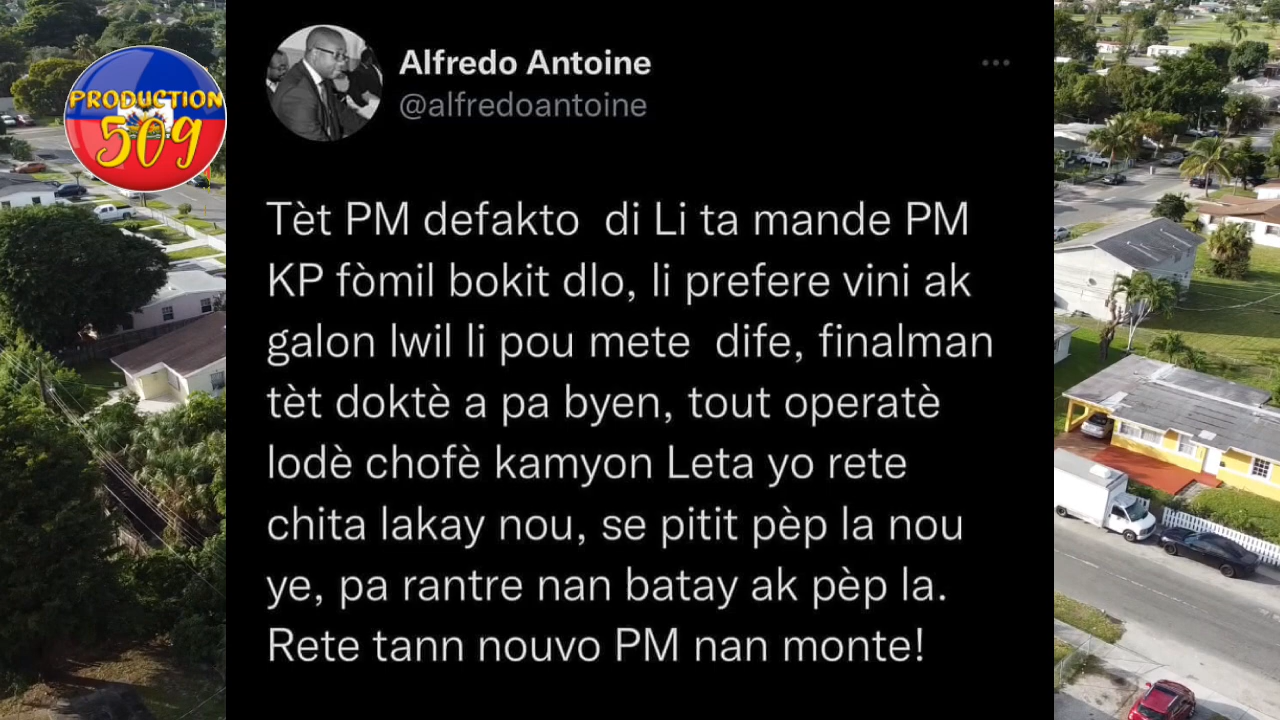 PRODUCTION
509
Alfredo Antoine
@alfredoantoine
Tèt PM defakto di Li ta mande PM
KP fòmil bokit dlo, li prefere vini ak
galon lwil li pou mete dife, finalman
tèt doktè a pa byen, tout operatè
lodè chofè kamyon Leta yo rete
chita lakay nou, se pitit pèp la nou
ye, pa rantre nan batay ak pèp la.
Rete tann nouvo PM nan monte!